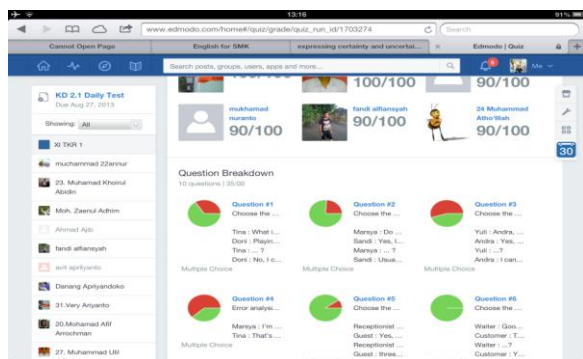 13:16
91%
www.edmodo.com/home#/quiz/grade/quiz_run_id/1703274
Search
Cannot Open Page
English for SMK
expressing certainty and uncertai...
Edmodo | Quiz
Search posts, groups, users, apps and more...
Me
KD 2.1 Daily Test
Due Aug 27, 2013
Showing: All
XI TKR 1
muchammad 22annur
23. Muhamad Khoirul
Abidin
Moh. Zaenul Adhim
Ahmad Ajib
fandi alfiansyah
avit apriyanto
Danang Apriyandoko
31.Very Ariyanto
20.Mohamad Afif
Arrochman
27. Muhammad Ulil
100/100
100/100
90/100
mukhamad
nuranto
90/100
fandi alfiansyah
90/100
24 Muhammad
Atho'illah
90/100
30
Question Breakdown
10 questions | 35:00
Question #1
Choose the ...
Tina : What i...
Doni : Playin...
Tina : ... ?
Doni : No, I c...
Multiple Choice
Question #2
Choose the ...
Marsya : Do ...
Sandi : Yes, I...
Marsya : ... ?
Sandi : Usua...
Multiple Choice
Question #3
Choose the ...
Yuli : Andra, ...
Andra : Yes, ...
Yuli : ...?
Andra : I can...
Multiple Choice
Question #4
Error analysi...
Marsya : I'm ...
Tina : That's...
Question #5
Choose the ...
Receptionist ...
Guest : Yes, ...
Receptionist ...
Guest : three...
Question #6
Choose the ...
Waiter : Goo...
Customer : T...
Waiter : ...?
Customer : Y...